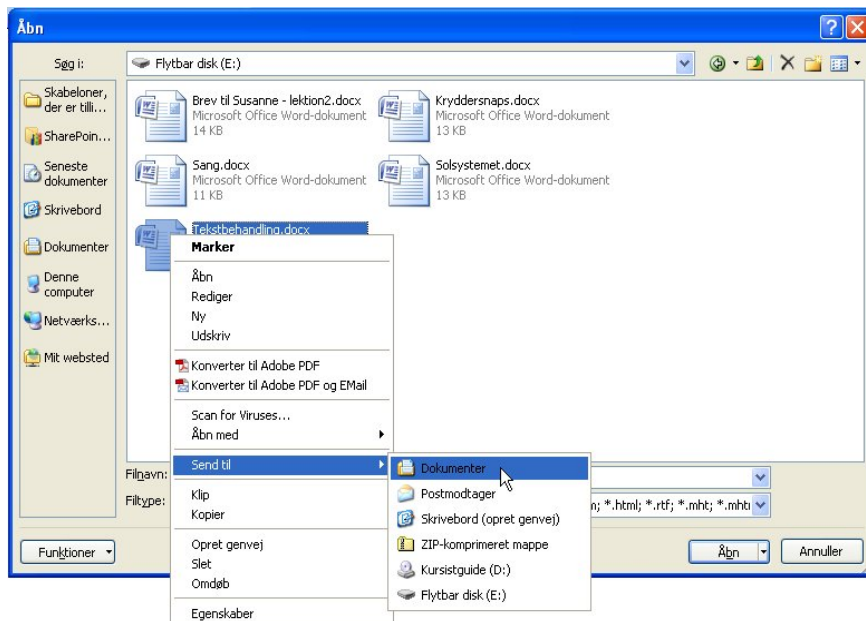 Åbn
Søg i:
Flytbar disk (E:)
Skabeloner,
der er tilli...
SharePoin...
Seneste
dokumenter
Skrivebord
Dokumenter
Denne
computer
Netværks...
Mit websted
Brev til Susanne - lektion2.docx
Microsoft Office Word-dokument
14 KB
Kryddersnaps.docx
Microsoft Office Word-dokument
13 KB
Sang.docx
Microsoft Office Word-dokument
11 KB
Solsystemet.docx
Microsoft Office Word-dokument
13 KB
Tekstbehandling.docx
Marker
Åbn
Rediger
Ny
Udskriv
Konverter til Adobe PDF
Konverter til Adobe PDF og EMail
Scan for Viruses...
Åbn med
Send til
Klip
Kopier
Opret genvej
Slet
Omdøb
Egenskaber
Dokumenter
Postmodtager
Skrivebord (opret genvej)
ZIP-komprimeret mappe
Kursistguide (D:)
Flytbar disk (E:)
Filnavn:
Filtype:
*.html; *.rtf; *.mht; *.mht
Funktioner
Åbn
Annuller